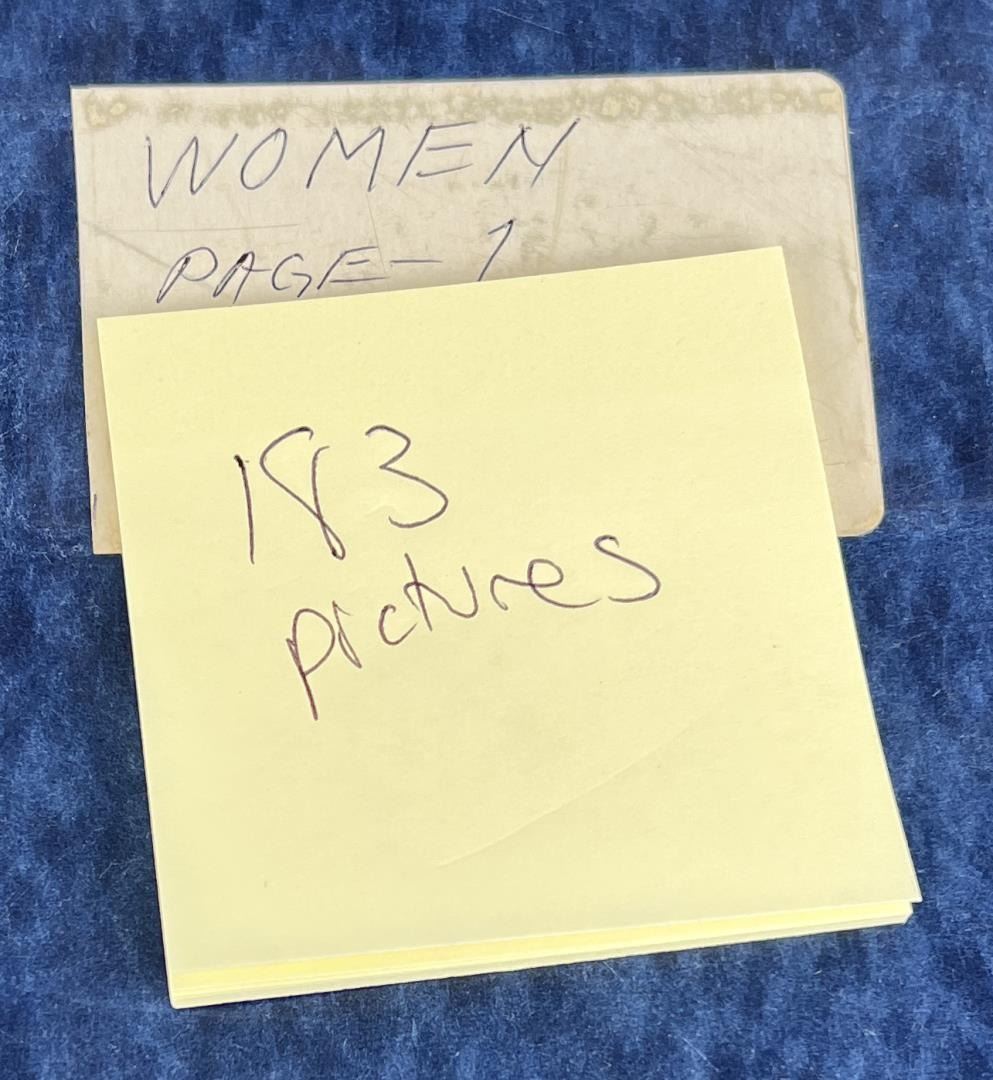 WOMEN
PAGE-1
183
pictures